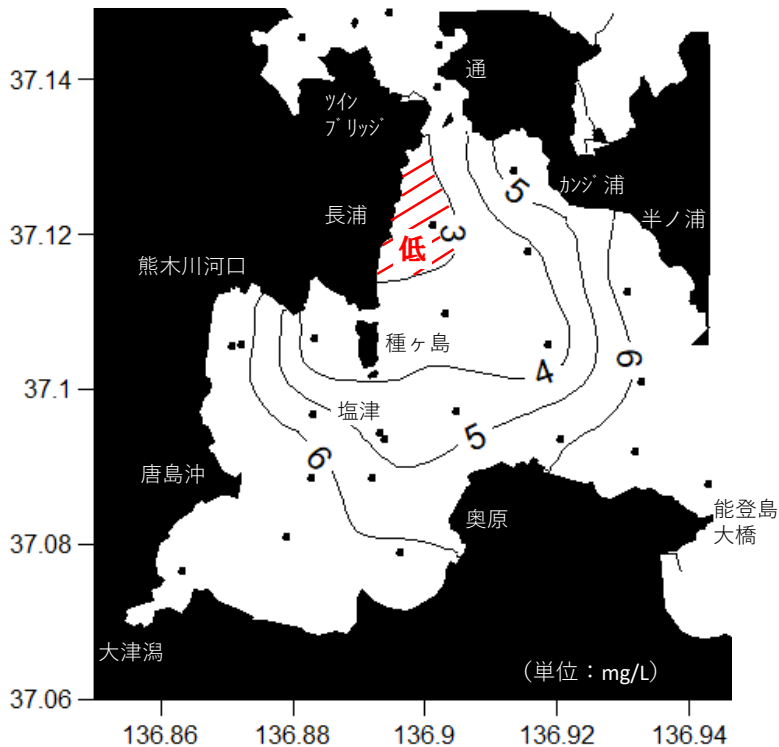 37.14
通
ﾂｲﾝ
ﾌﾞﾘｯｼﾞ
5
ｶﾝｼﾞ浦
長浦
37.12
3
半ノ浦
低
熊木川河口
種ヶ島
6
4
37.1
塩津
5
6
唐島沖
奥原
能登島
大橋
37.08
大津潟
（単位：mg/L）
37.06
136.86
136.88
136.9
136.92
136.94